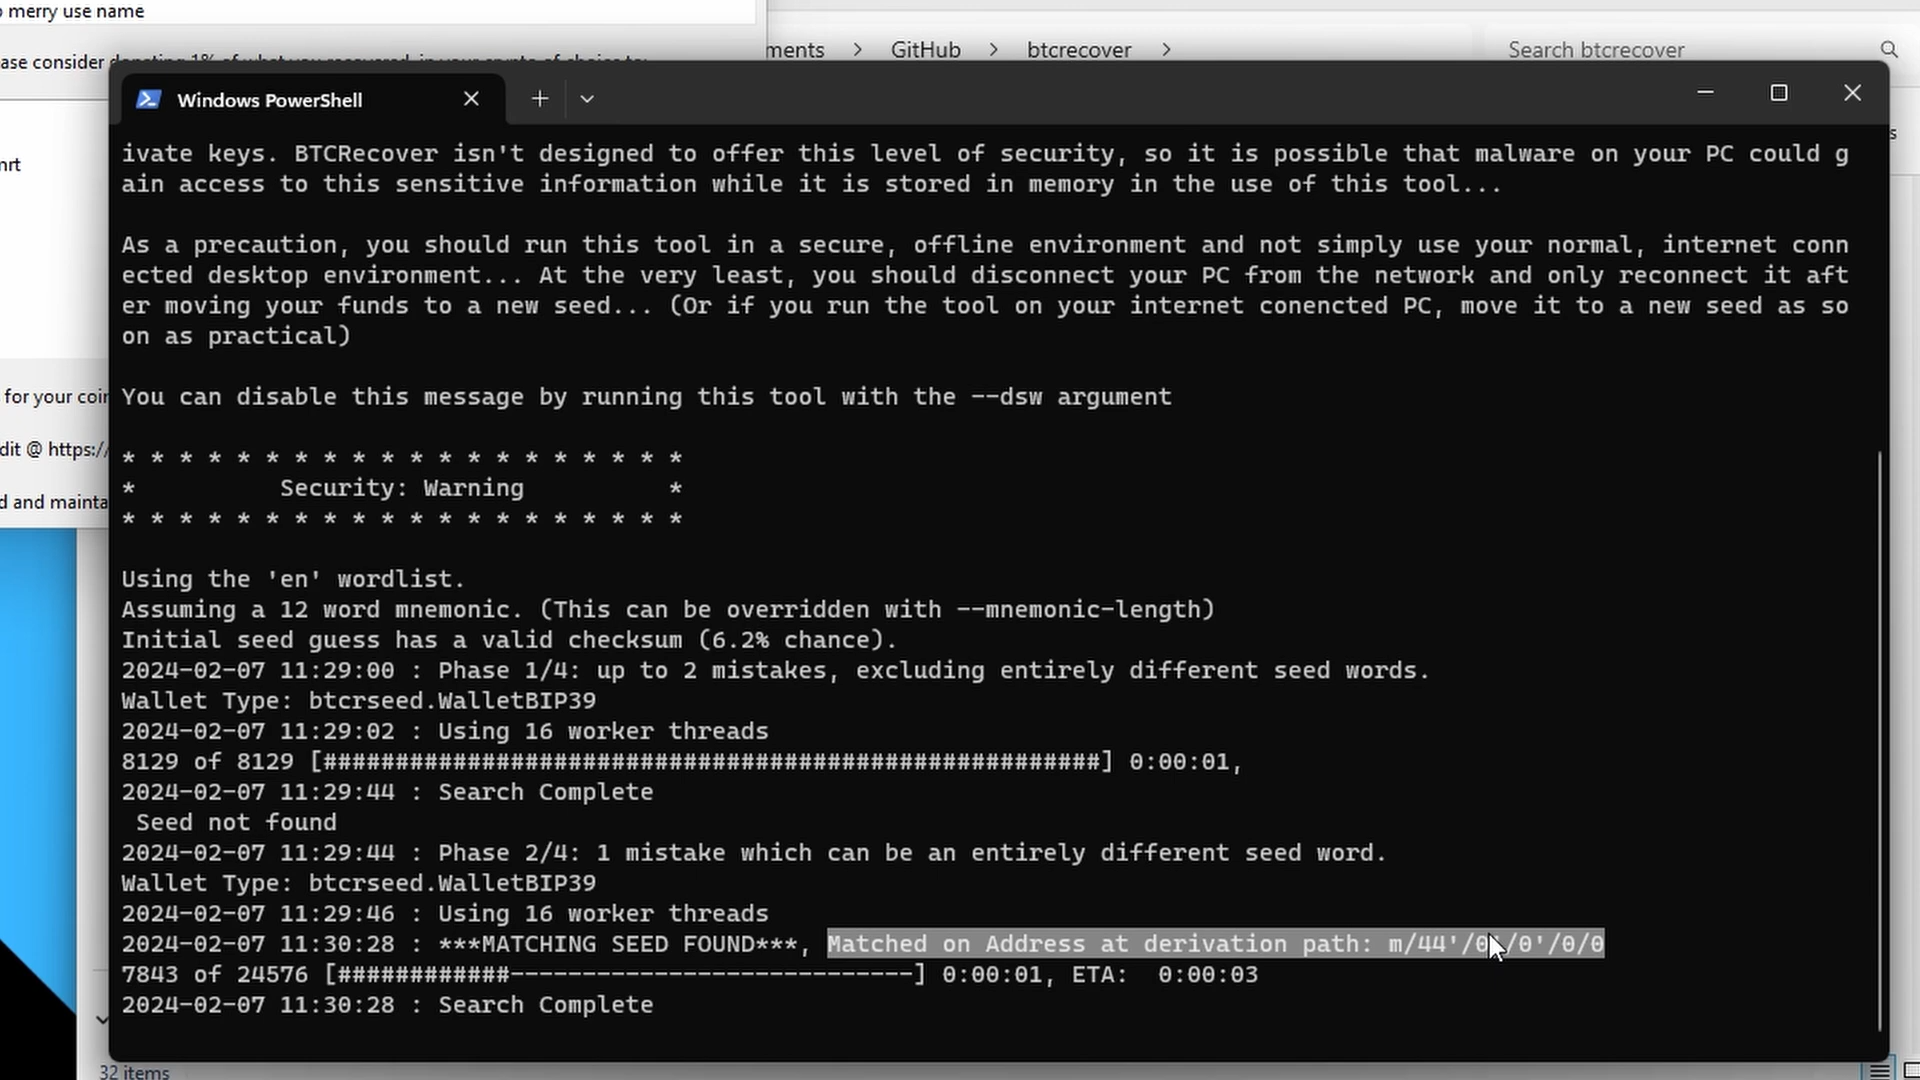 merry use name
ase consider donating 1% of what you recovered, in your crypto of choice to:
ments > GitHub > btcrecover >
Search btcrecover
Windows PowerShell
nrt
ivate keys. BTCRecover isn't designed to offer this level of security, so it is possible that malware on your PC could g
ain access to this sensitive information while it is stored in memory in the use of this tool...
As a precaution, you should run this tool in a secure, offline environment and not simply use your normal, internet conn
ected desktop environment... At the very least, you should disconnect your PC from the network and only reconnect it aft
er moving your funds to a new seed... (Or if you run the tool on your internet conencted PC, move it to a new seed as so
on as practical)
for your coin
You can disable this message by running this tool with the --dsw argument
dit @ https://
* * * * * * * * * * * * * * * * * * * *
* Security: Warning *
d and mainta
* * * * * * * * * * * * * * * * * * * *
Using the 'en' wordlist.
Assuming a 12 word mnemonic. (This can be overridden with --mnemonic-length)
Initial seed guess has a valid checksum (6.2% chance).
2024-02-07 11:29:00 : Phase 1/4: up to 2 mistakes, excluding entirely different seed words.
Wallet Type: btcrseed.WalletBIP39
2024-02-07 11:29:02 : Using 16 worker threads
8129 of 8129 [######################################################] 0:00:01,
2024-02-07 11:29:44 : Search Complete
Seed not found
2024-02-07 11:29:44 : Phase 2/4: 1 mistake which can be an entirely different seed word.
Wallet Type: btcrseed.WalletBIP39
2024-02-07 11:29:46 : Using 16 worker threads
2024-02-07 11:30:28 : ***MATCHING SEED FOUND***, Matched on Address at derivation path: m/44'/0'/0'/0/0
7843 of 24576 [############----------------------------] 0:00:01, ETA: 0:00:03
2024-02-07 11:30:28 : Search Complete
32 items